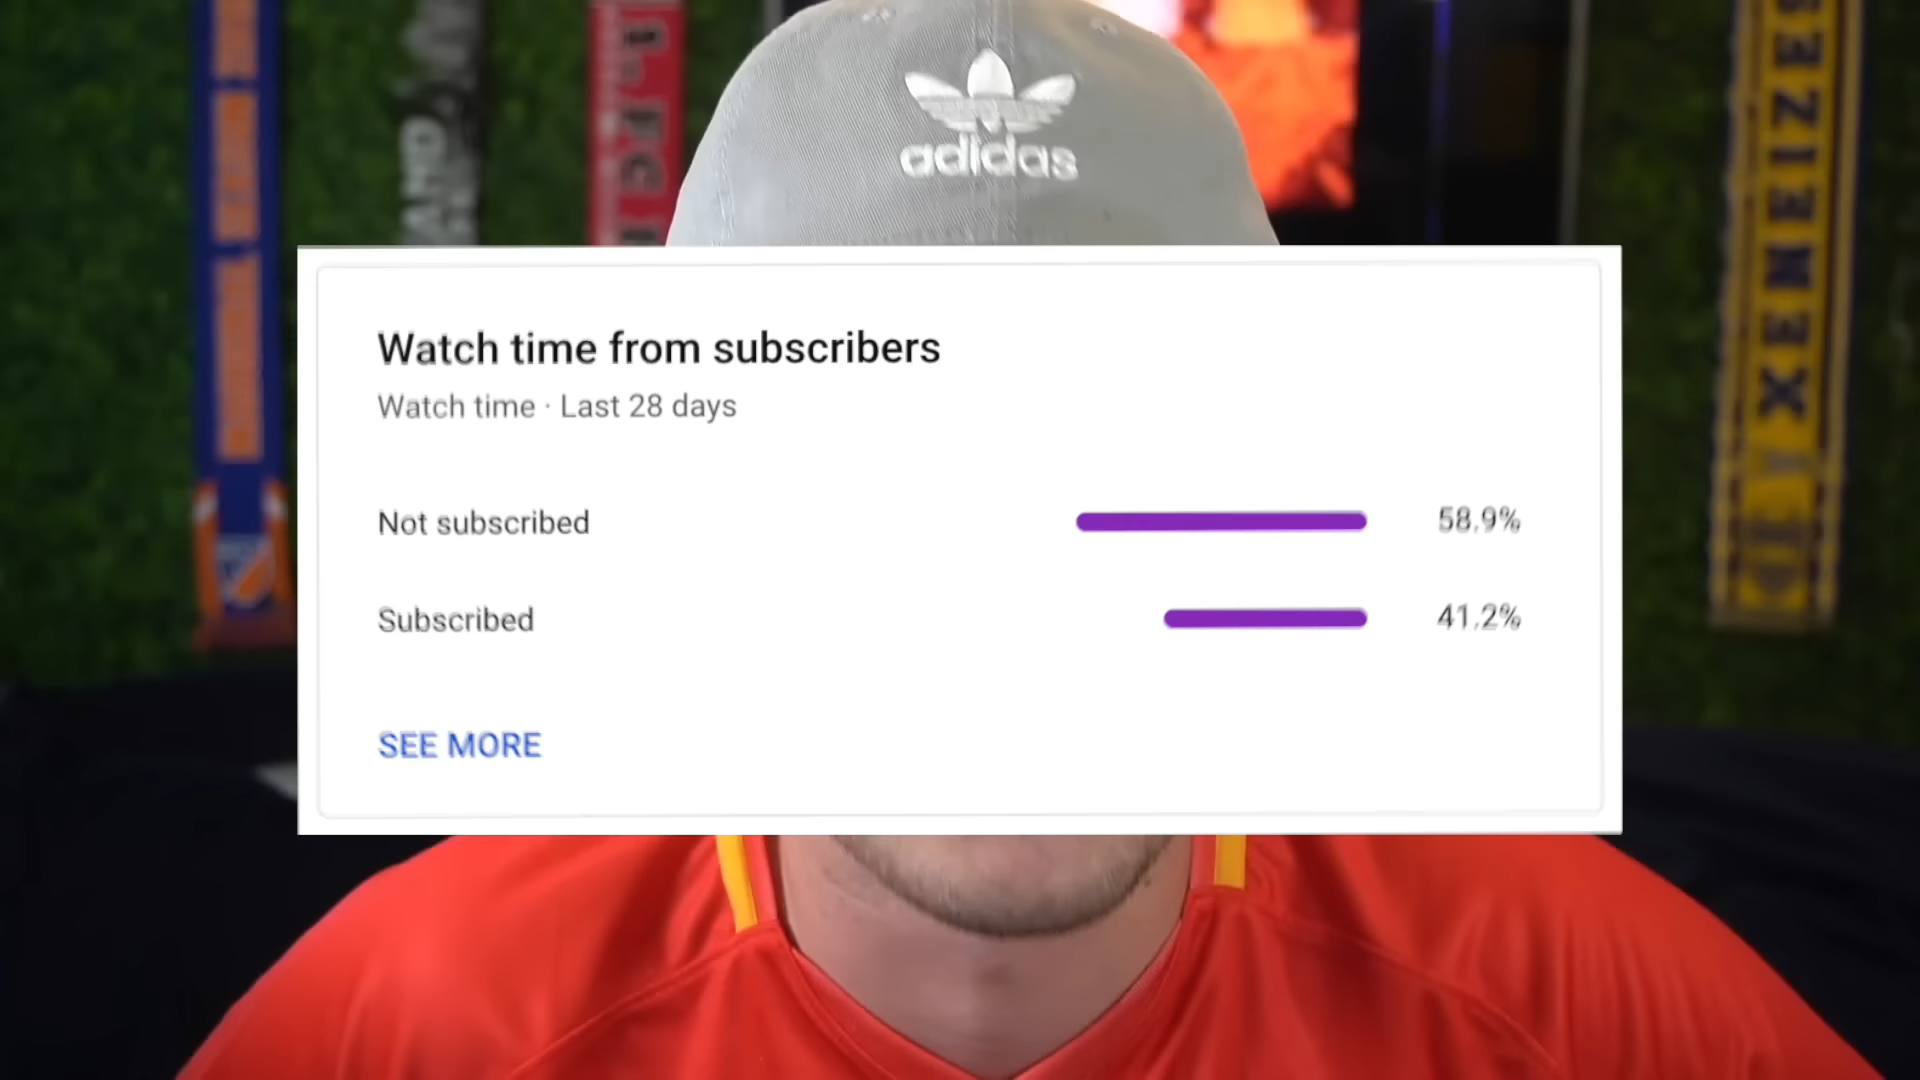 adidas
Watch time from subscribers
Watch time · Last 28 days
Not subscribed 58.9%
Subscribed 41.2%
SEE MORE
XENEIZES